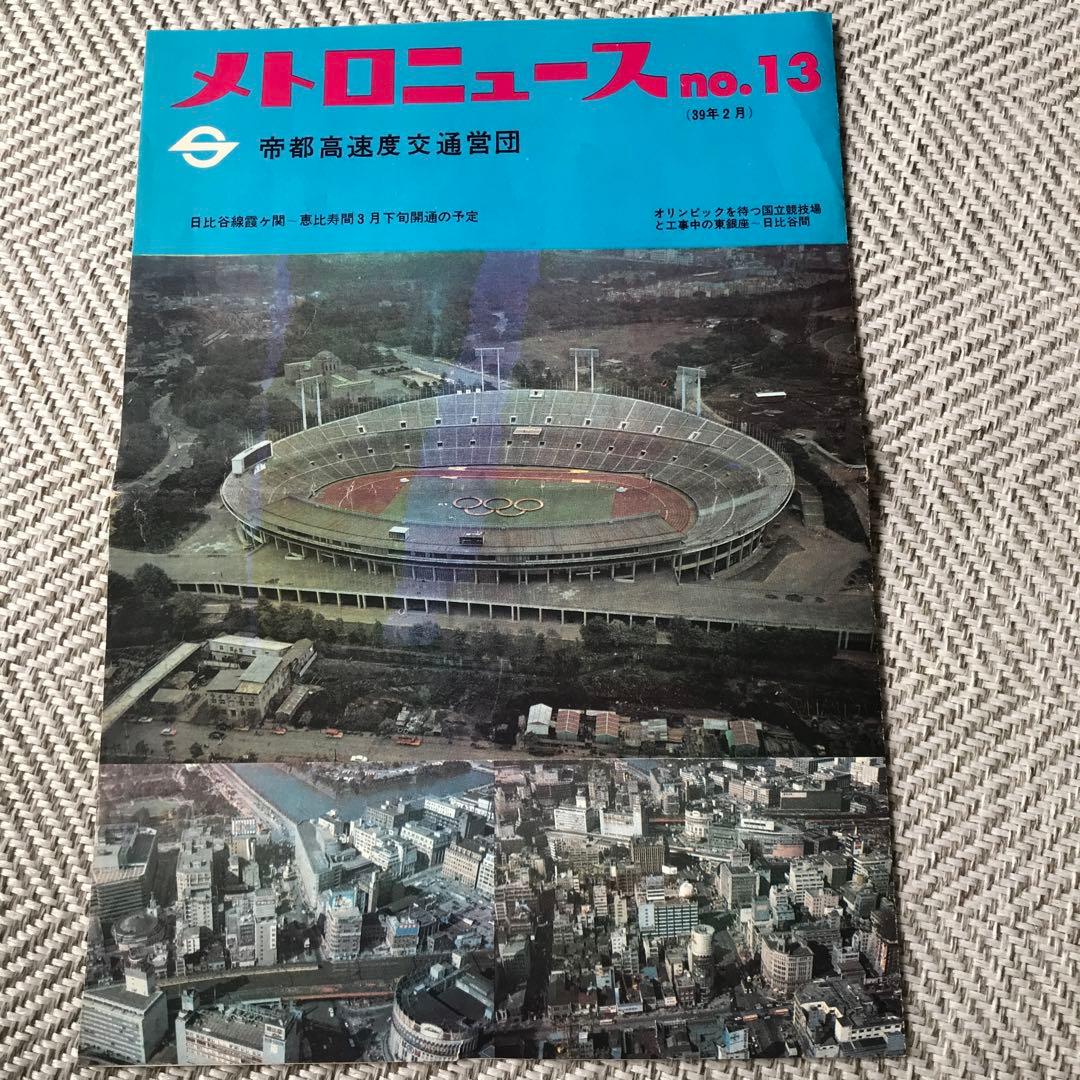 メトロニュース no.13
(39年2月)
帝都高速度交通営団
日比谷線霞ヶ関~恵比寿間3月下旬開通の予定
オリンピックを待つ国立競技場
と工事中の東銀座~日比谷間